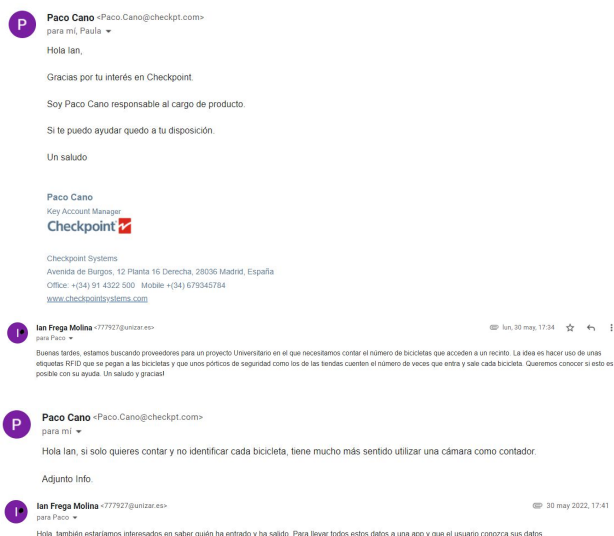 P
Paco Cano <Paco.Cano@checkpt.com>
para mí, Paula
Hola Ian,
Gracias por tu interés en Checkpoint.
Soy Paco Cano responsable al cargo de producto.
Si te puedo ayudar quedo a tu disposición.
Un saludo
Paco Cano
Key Account Manager
Checkpoint
Checkpoint Systems
Avenida de Burgos, 12 Planta 16 Derecha, 28036 Madrid, España
Office: +(34) 91 4322 500 Mobile +(34) 679345784
www.checkpointsystems.com
Ian Frega Molina <777927@unizar.es> lun, 30 may, 17:34
para Paco
Buenas tardes, estamos buscando proveedores para un proyecto Universitario en el que necesitamos contar el número de bicicletas que acceden a un recinto. La idea es hacer uso de unas
etiquetas RFID que se pegan a las bicicletas y que unos pórticos de seguridad como los de las tiendas cuenten el número de veces que entra y sale cada bicicleta. Queremos conocer si esto es
posible con su ayuda. Un saludo y gracias!
P
Paco Cano <Paco.Cano@checkpt.com>
para mí
Hola Ian, si solo quieres contar y no identificar cada bicicleta, tiene mucho más sentido utilizar una cámara como contador.
Adjunto Info.
Ian Frega Molina <777927@unizar.es> 30 may 2022, 17:41
para Paco
Hola, también estaríamos interesados en saber quién ha entrado y ha salido. Para llevar todos estos datos a una app y que el usuario conozca sus datos